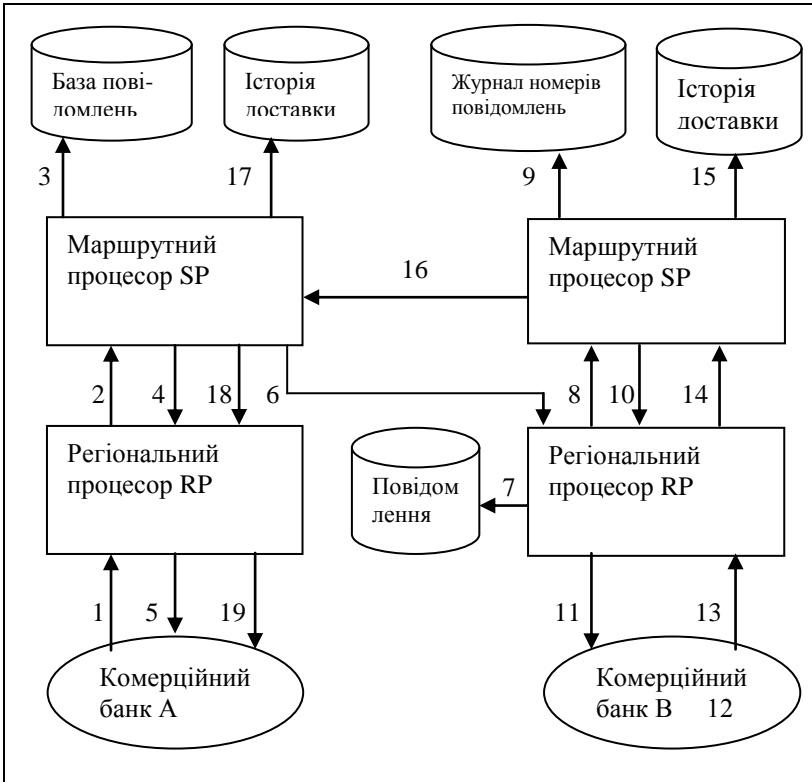 База пові-
домлень
Історія
доставки
Журнал номерів
повідомлень
Історія
доставки
3
17
9
15
Маршрутний
процесор SP
16
Маршрутний
процесор SP
2
4
18
6
8
10
14
Регіональний
процесор RP
Повідом
лення
7
Регіональний
процесор RP
1
5
19
11
13
Комерційний
банк А
Комерційний
банк В 12